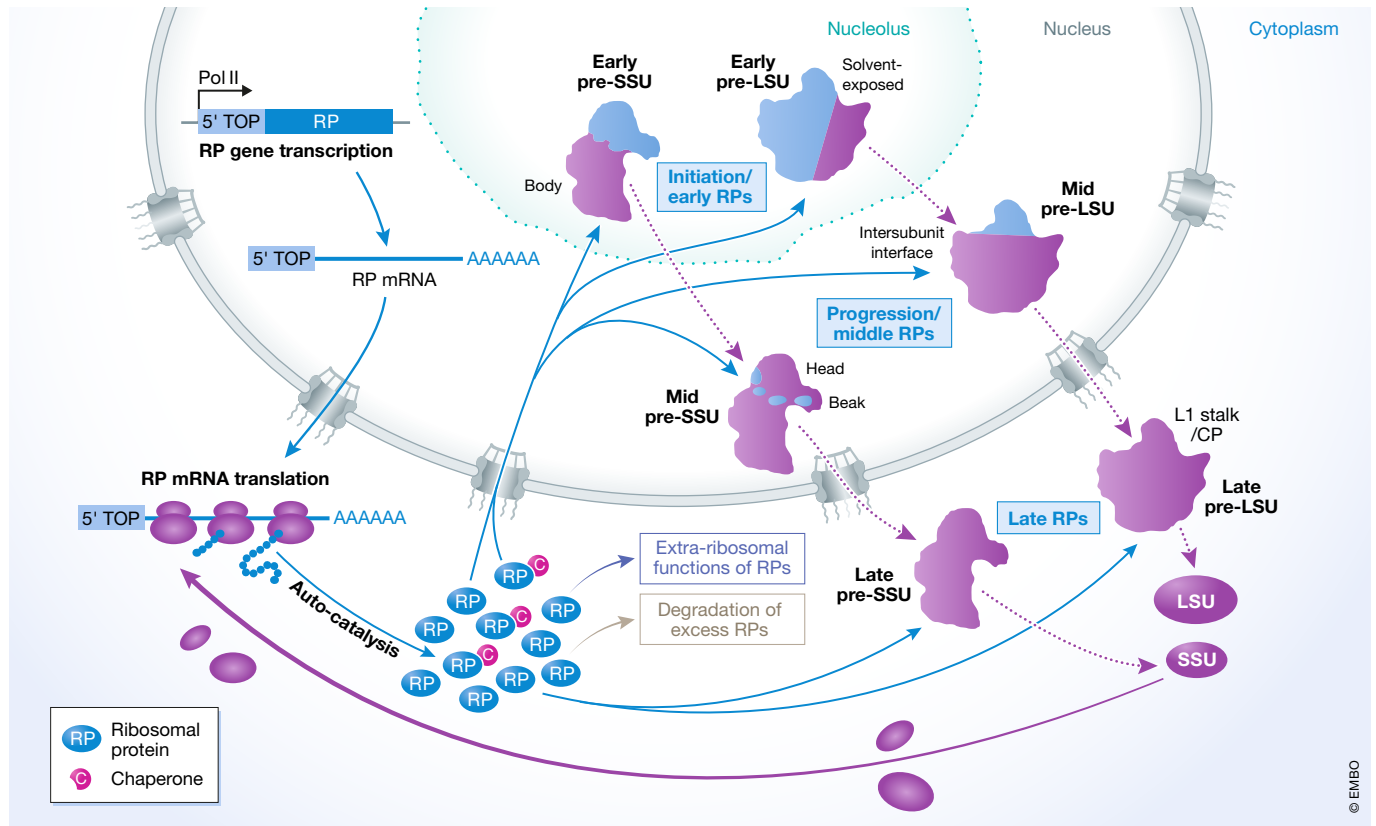 Nucleolus
Nucleus
Cytoplasm
Pol II
5' TOP
RP
RP gene transcription
Early
pre-SSU
Body
Early
pre-LSU
Solvent-
exposed
Initiation/
early RPs
Mid
pre-LSU
Intersubunit
interface
5' TOP
AAAAAA
RP mRNA
Progression/
middle RPs
Mid
pre-SSU
Head
Beak
L1 stalk
/CP
Late
pre-LSU
RP mRNA translation
5' TOP
AAAAAA
Auto-catalysis
RP
C
RP
RP
C
RP
RP
RP
RP
C
RP
RP
RP
RP
Extra-ribosomal
functions of RPs
Degradation of
excess RPs
Late
pre-SSU
Late RPs
LSU
SSU
RP
Ribosomal
protein
C
Chaperone
© EMBO